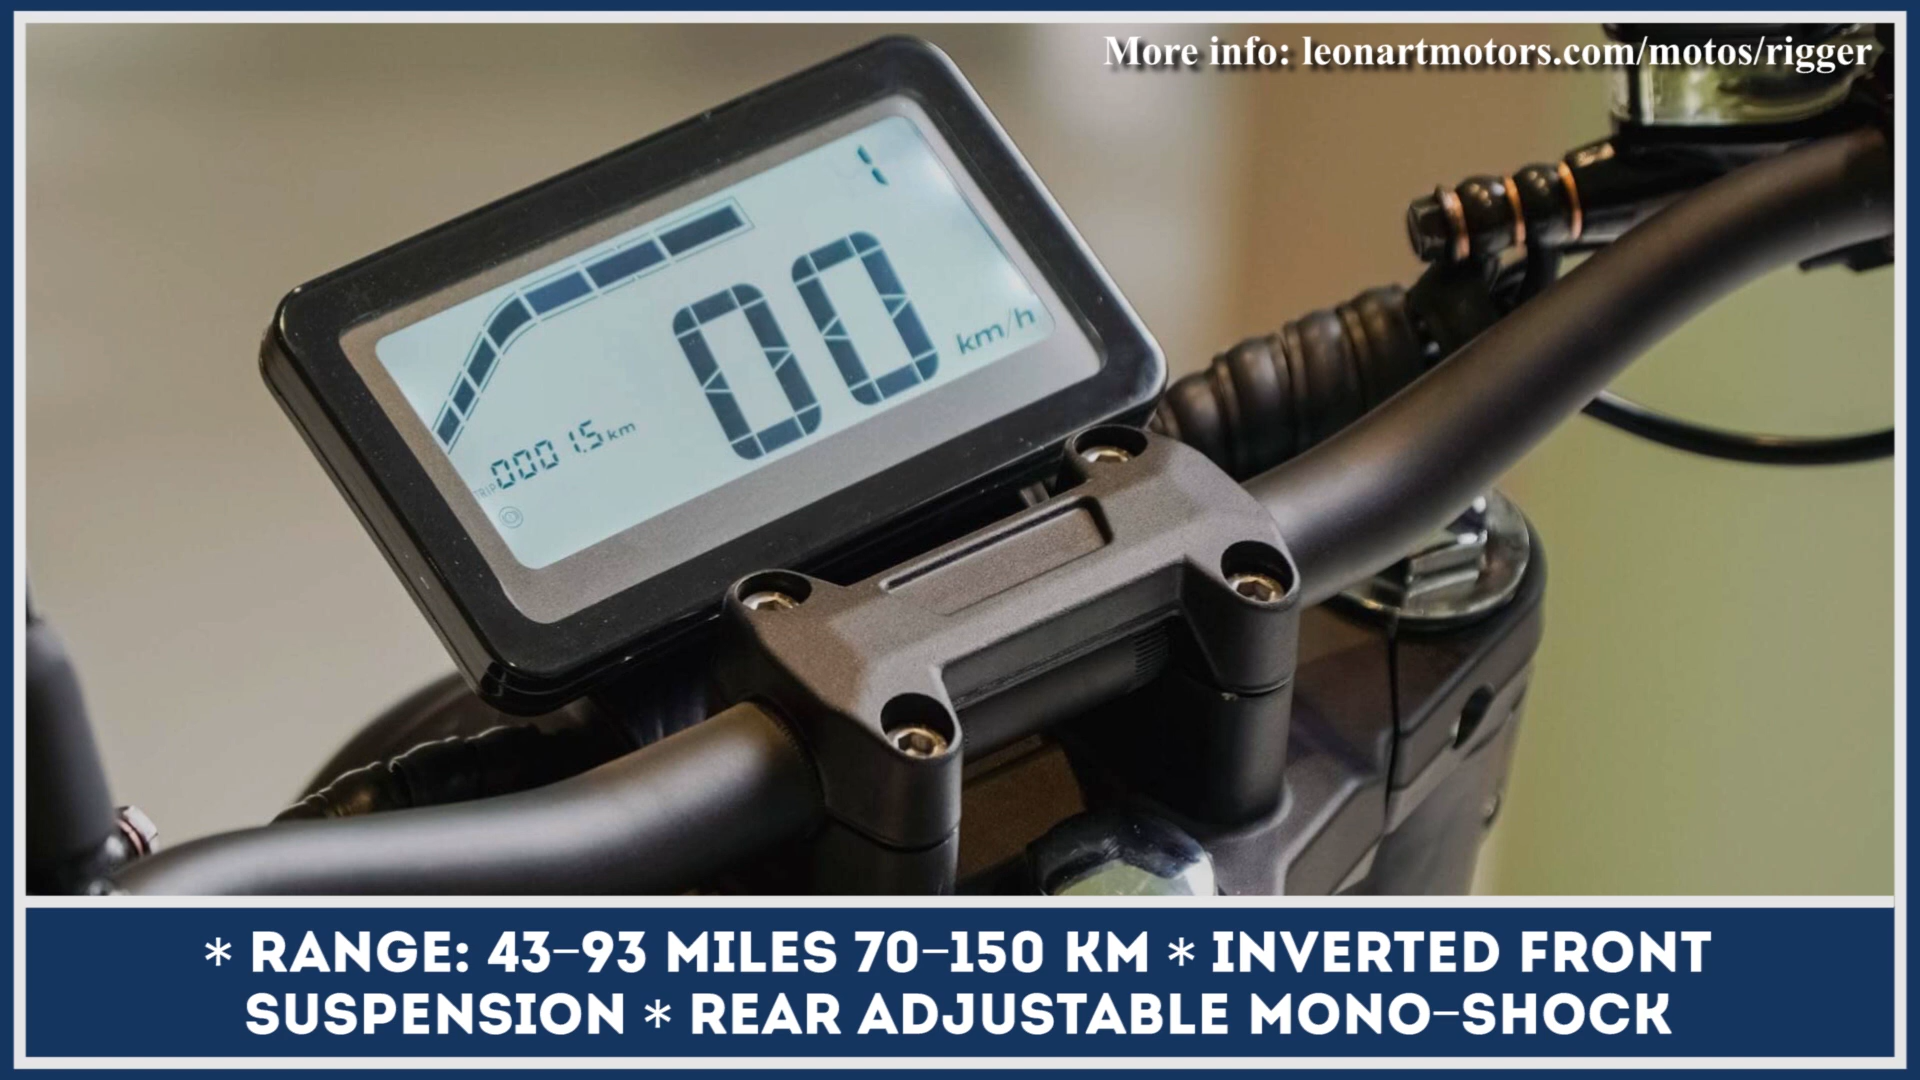 More info: leonartmotors.com/motos/rigger
1
00 km/h
TRIP 0001.5 km
* RANGE: 43-93 MILES 70-150 KM * INVERTED FRONT
SUSPENSION * REAR ADJUSTABLE MONO-SHOCK